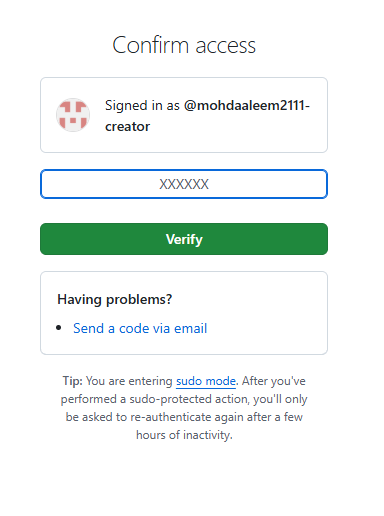 Confirm access
Signed in as @mohdaaleem2111-
creator
XXXXXX
Verify
Having problems?
• Send a code via email
Tip: You are entering sudo mode. After you've
performed a sudo-protected action, you'll only
be asked to re-authenticate again after a few
hours of inactivity.